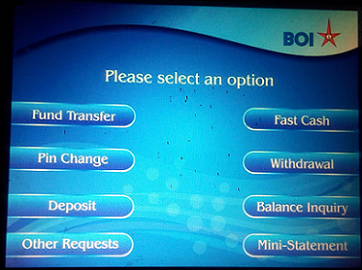 BOI
Please select an option
Fund Transfer
Fast Cash
Pin Change
Withdrawal
Deposit
Balance Inquiry
Other Requests
Mini-Statement